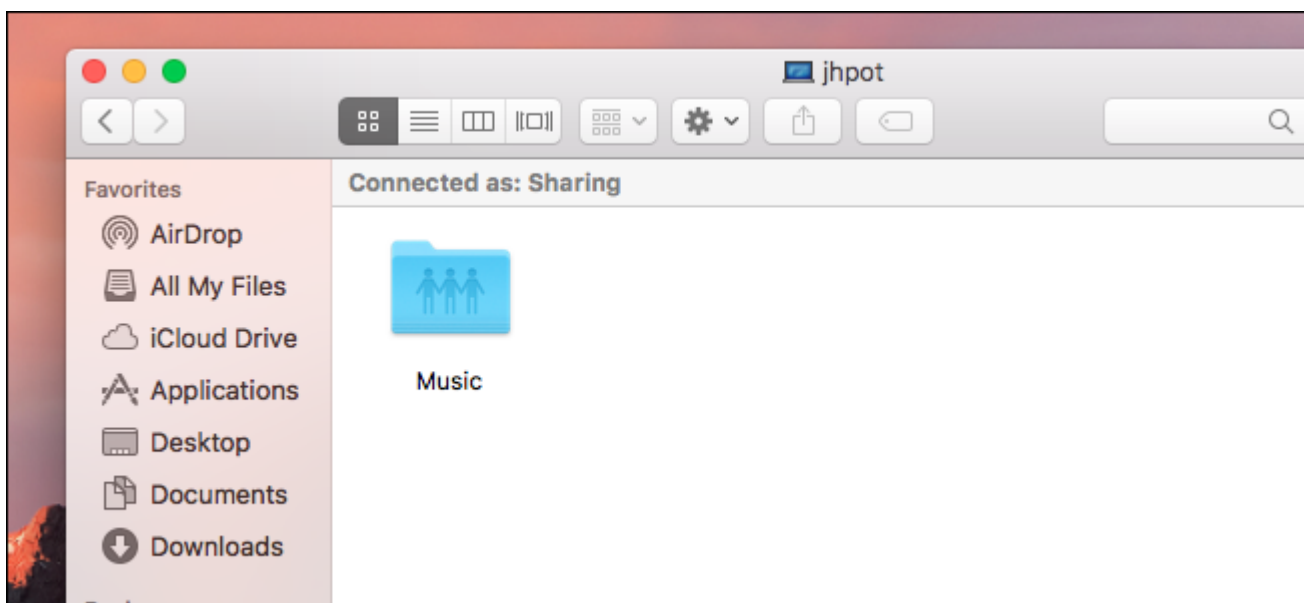 jhpot
Favorites
Connected as: Sharing
AirDrop
All My Files
iCloud Drive
Applications
Desktop
Documents
Downloads
Music